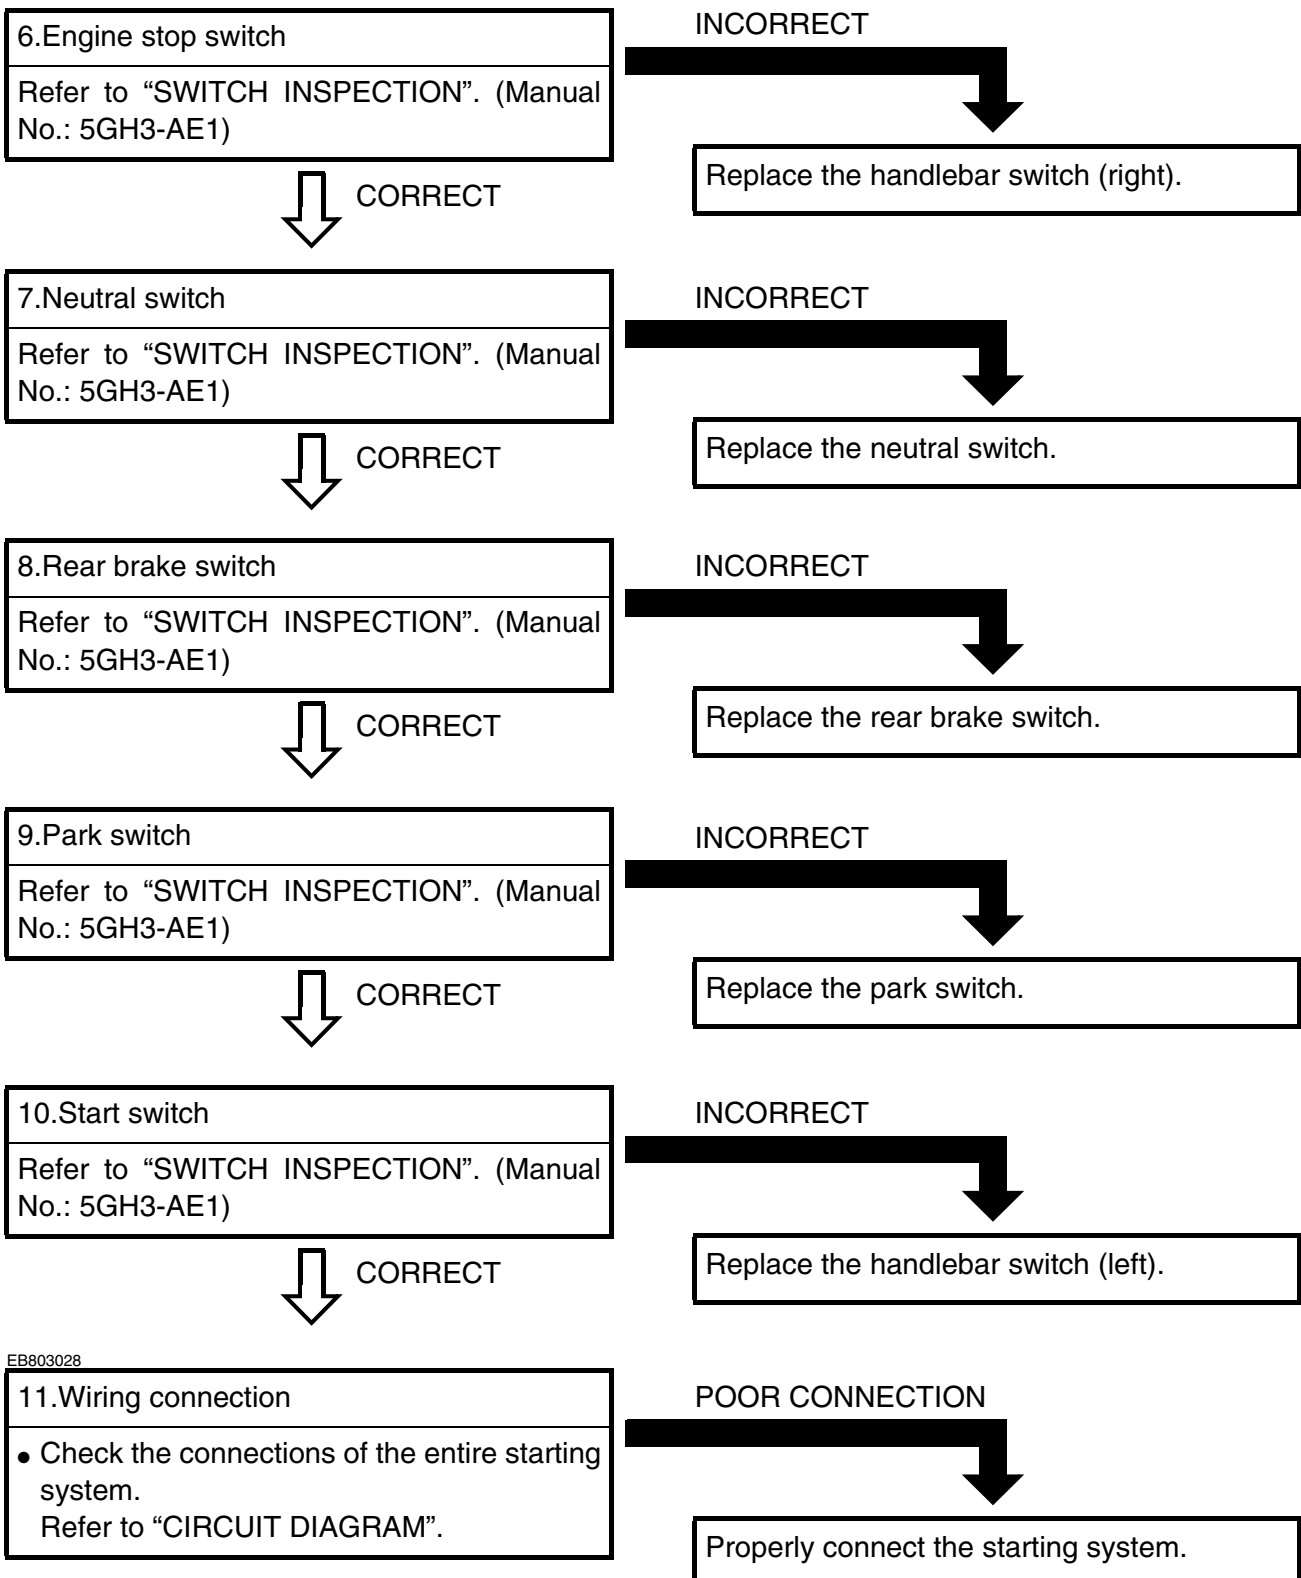 6.Engine stop switch
INCORRECT
Refer to “SWITCH INSPECTION”. (Manual
No.: 5GH3-AE1)
Replace the handlebar switch (right).
CORRECT
7.Neutral switch
INCORRECT
Refer to “SWITCH INSPECTION”. (Manual
No.: 5GH3-AE1)
Replace the neutral switch.
CORRECT
8.Rear brake switch
INCORRECT
Refer to “SWITCH INSPECTION”. (Manual
No.: 5GH3-AE1)
Replace the rear brake switch.
CORRECT
9.Park switch
INCORRECT
Refer to “SWITCH INSPECTION”. (Manual
No.: 5GH3-AE1)
Replace the park switch.
CORRECT
10.Start switch
INCORRECT
Refer to “SWITCH INSPECTION”. (Manual
No.: 5GH3-AE1)
Replace the handlebar switch (left).
CORRECT
EB803028
11.Wiring connection
POOR CONNECTION
● Check the connections of the entire starting
system.
Refer to “CIRCUIT DIAGRAM”.
Properly connect the starting system.